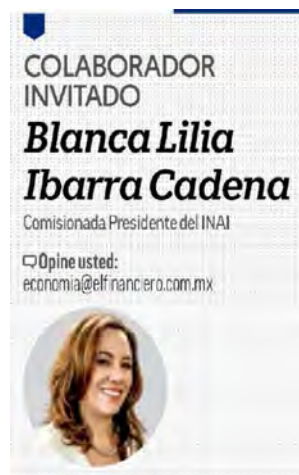 COLABORADOR
INVITADO
Blanca Lilia
Ibarra Cadena
Comisionada Presidente del INAI
Opine usted:
economia@elfinanciero.com.mx